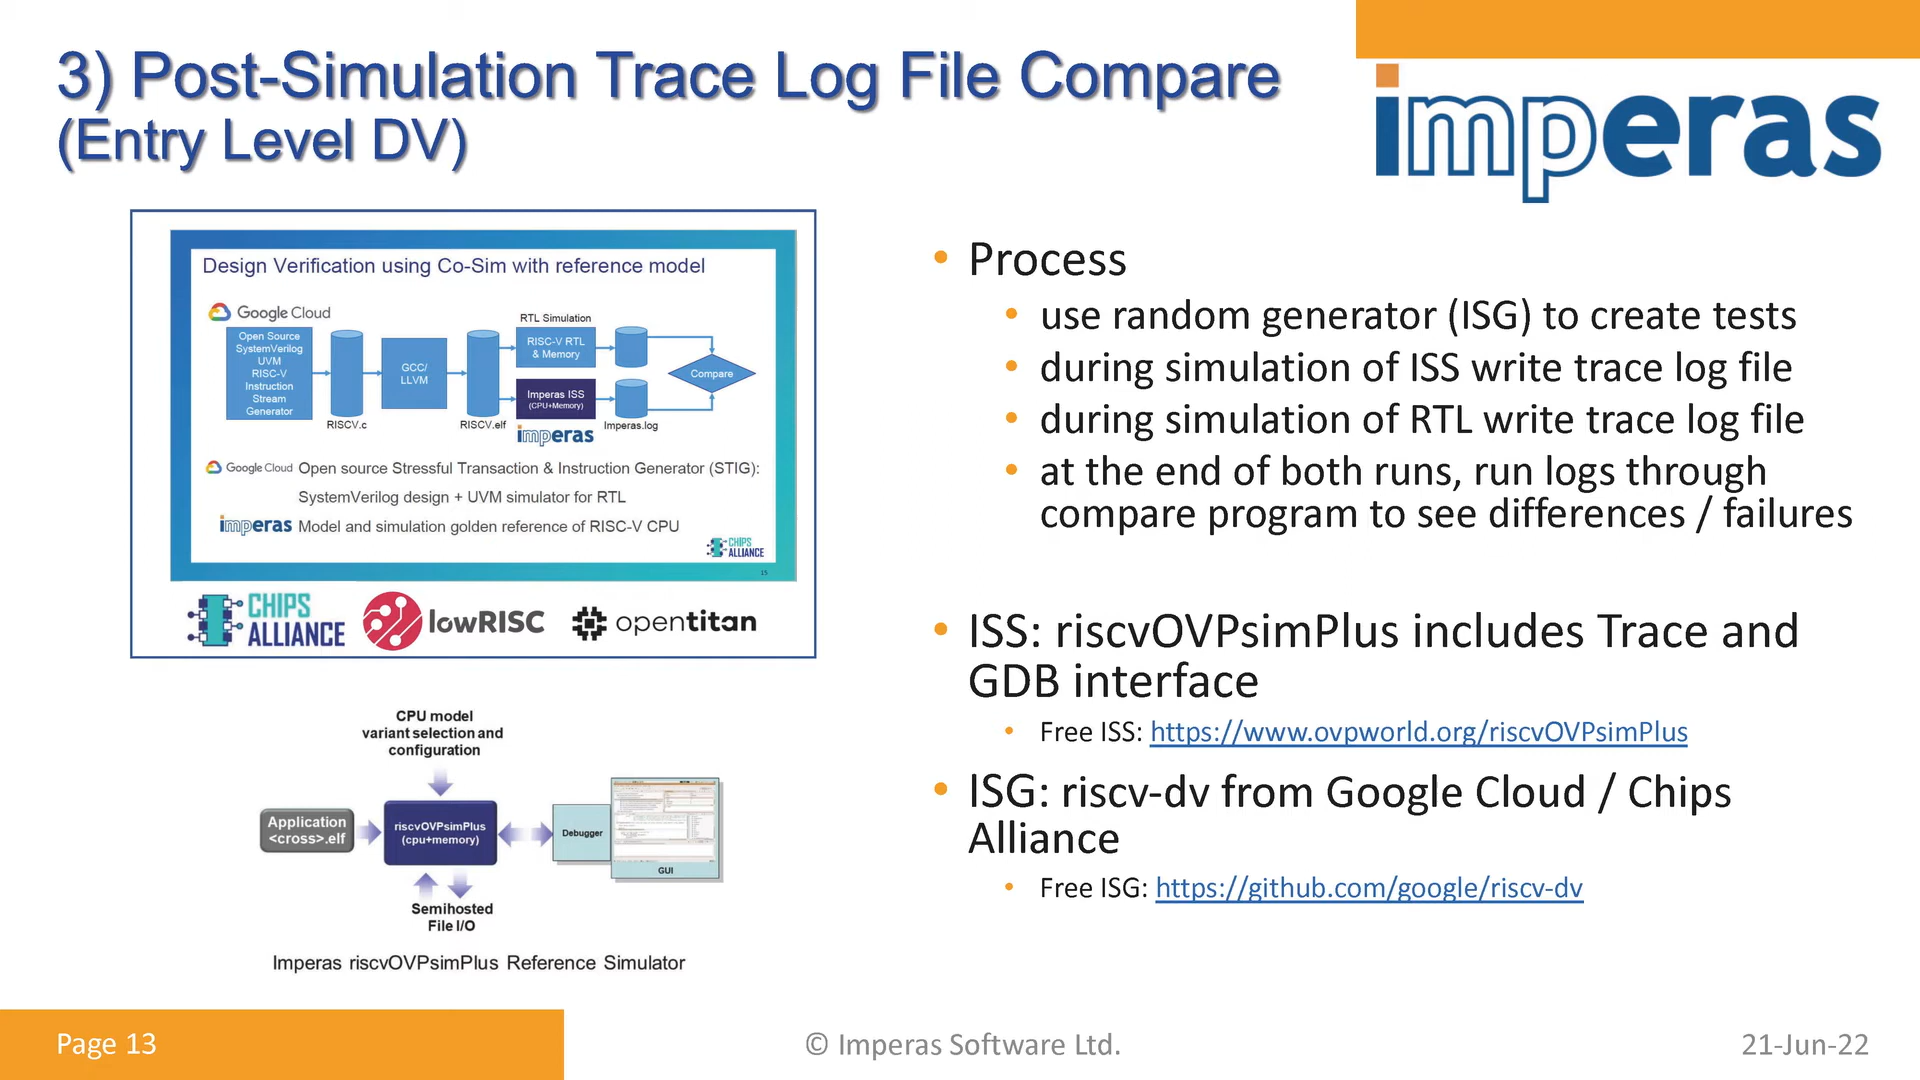 3) Post-Simulation Trace Log File Compare
(Entry Level DV)
imperas
Design Verification using Co-Sim with reference model
Google Cloud
Open Source
SystemVerilog
UVM
RISC-V
Instruction
Stream
Generator
RISCV.c
GCC/
LLVM
RISCV.elf
RTL Simulation
RISC-V RTL
& Memory
Imperas ISS
(CPU+Memory)
imperas
Imperas.log
Compare
Google Cloud Open source Stressful Transaction & Instruction Generator (STIG):
SystemVerilog design + UVM simulator for RTL
imperas Model and simulation golden reference of RISC-V CPU
CHIPS
ALLIANCE
15
CHIPS
ALLIANCE
lowRISC
opentitan
CPU model
variant selection and
configuration
Application
<cross>.elf
riscvOVPsimPlus
(cpu+memory)
Debugger
GUI
Semihosted
File I/O
Imperas riscvOVPsimPlus Reference Simulator
• Process
• use random generator (ISG) to create tests
• during simulation of ISS write trace log file
• during simulation of RTL write trace log file
• at the end of both runs, run logs through
compare program to see differences / failures
• ISS: riscvOVPsimPlus includes Trace and
GDB interface
• Free ISS: https://www.ovpworld.org/riscvOVPsimPlus
• ISG: riscv-dv from Google Cloud / Chips
Alliance
• Free ISG: https://github.com/google/riscv-dv
Page 13
© Imperas Software Ltd.
21-Jun-22